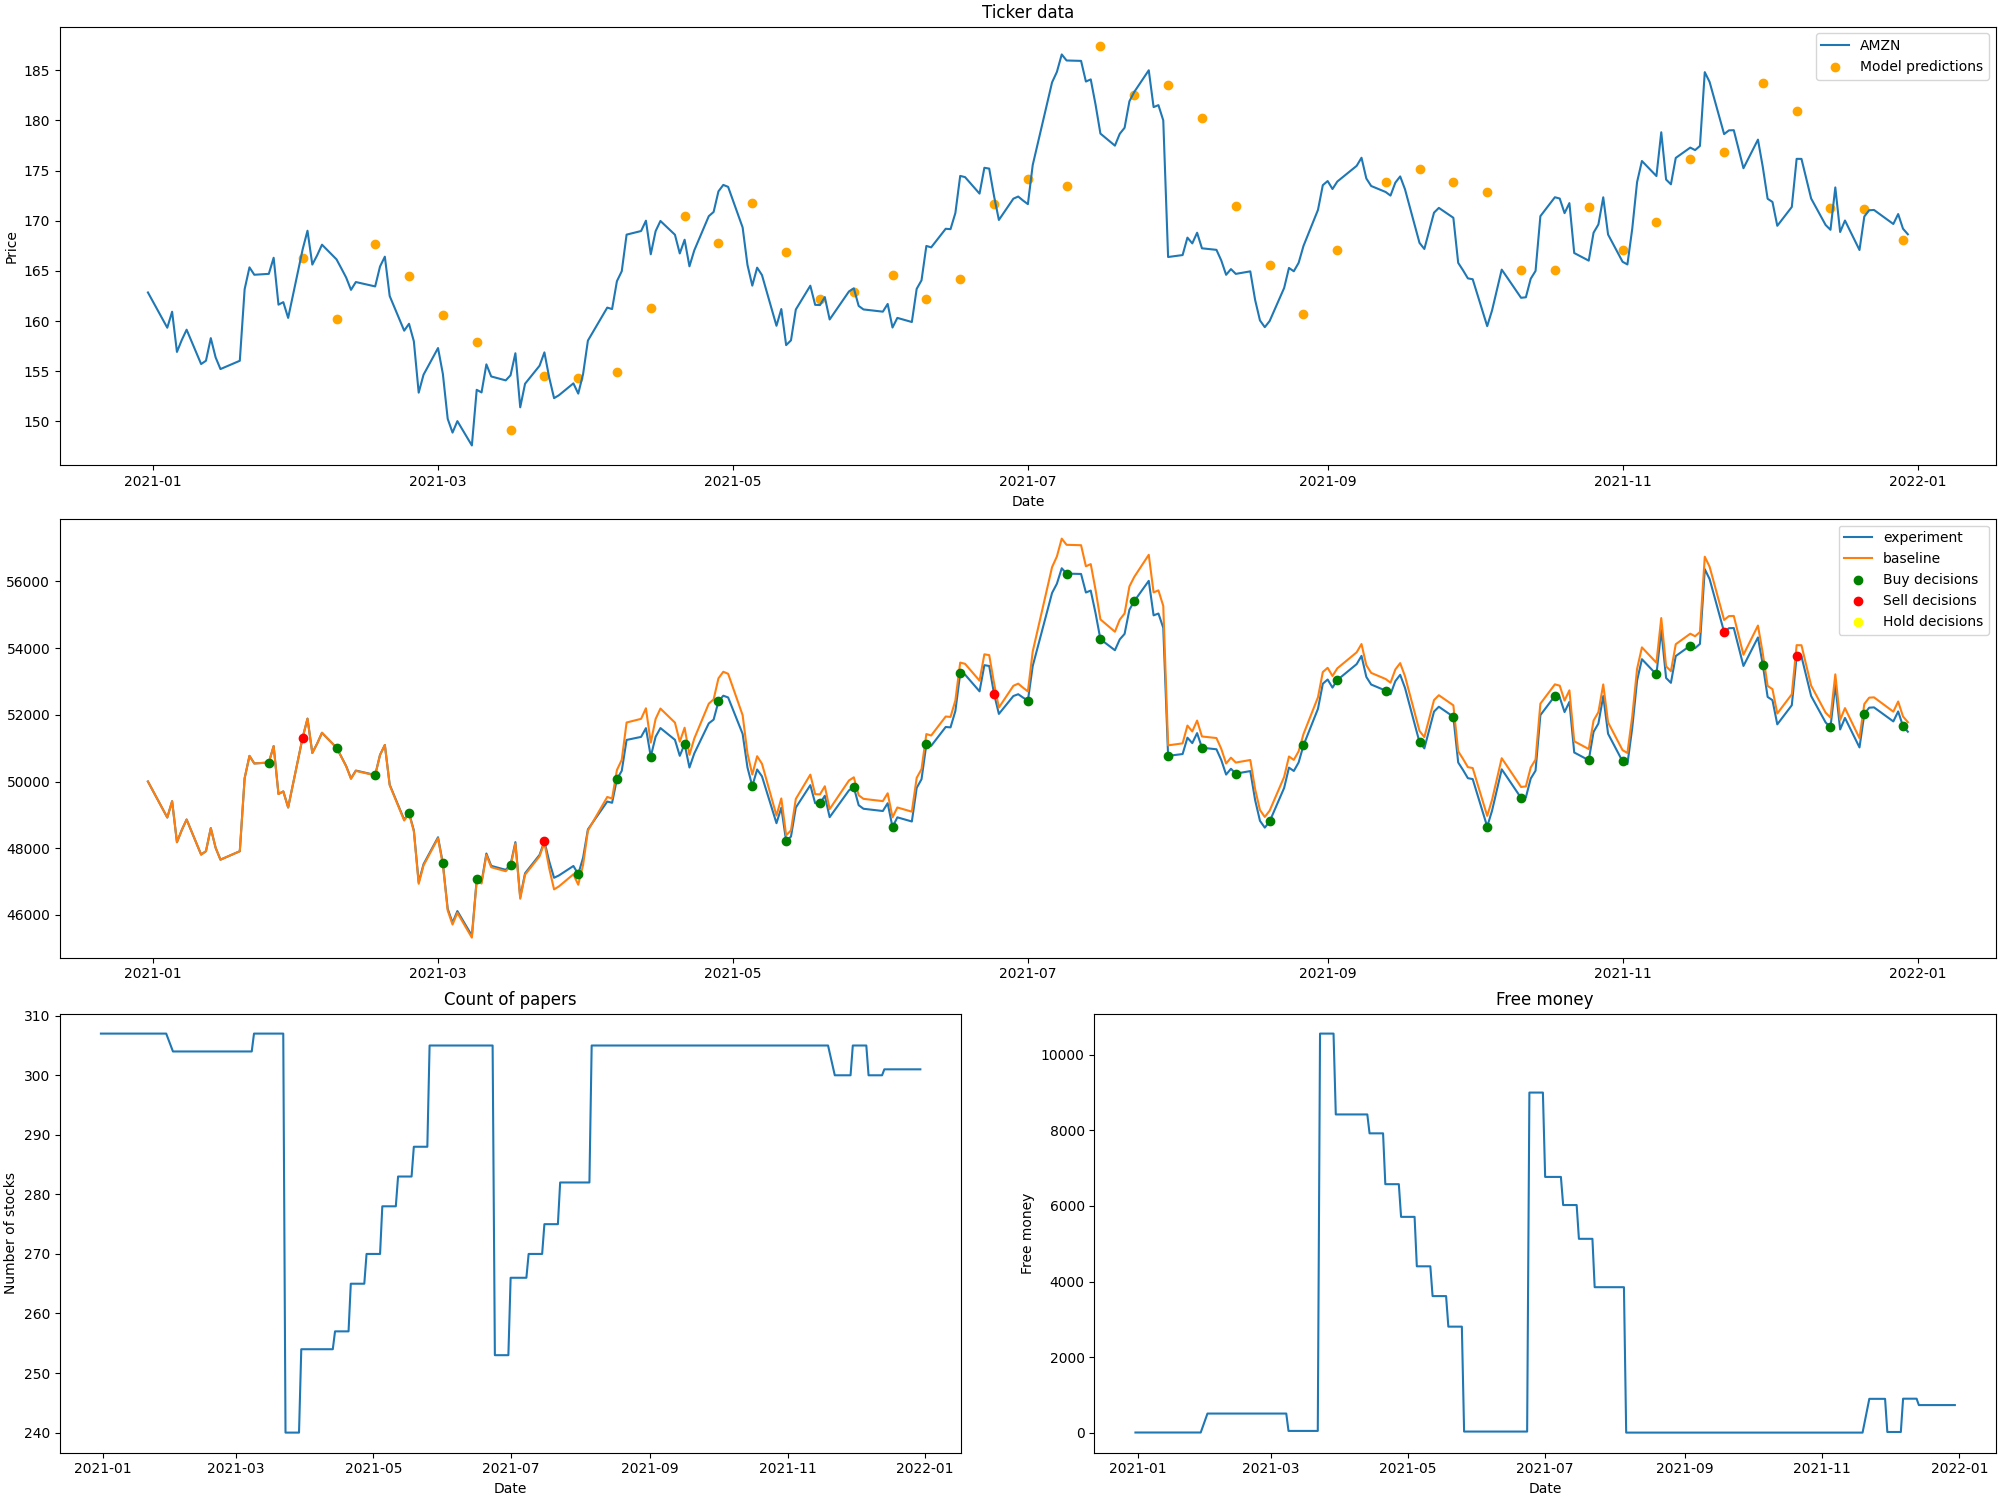 Ticker data
AMZN
Model predictions
185
180
175
170
165
160
155
150
Price
2021-01 2021-03 2021-05 2021-07 2021-09 2021-11 2022-01
Date
experiment
baseline
Buy decisions
Sell decisions
Hold decisions
56000
54000
52000
50000
48000
46000
2021-01 2021-03 2021-05 2021-07 2021-09 2021-11 2022-01
Count of papers
310
300
290
280
270
260
250
240
Number of stocks
2021-01 2021-03 2021-05 2021-07 2021-09 2021-11 2022-01
Date
Free money
10000
8000
6000
4000
2000
0
Free money
2021-01 2021-03 2021-05 2021-07 2021-09 2021-11 2022-01
Date